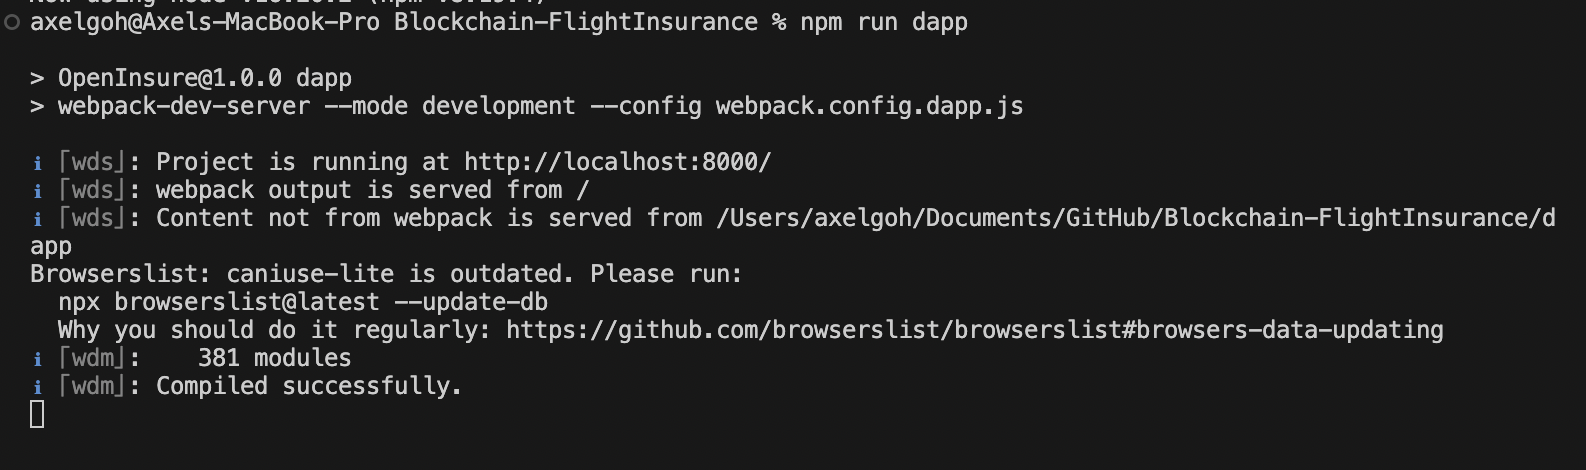 axelgoh@Axels-MacBook-Pro Blockchain-FlightInsurance % npm run dapp
> OpenInsure@1.0.0 dapp
> webpack-dev-server --mode development --config webpack.config.dapp.js
ℹ ｢wds｣: Project is running at http://localhost:8000/
ℹ ｢wds｣: webpack output is served from /
ℹ ｢wds｣: Content not from webpack is served from /Users/axelgoh/Documents/GitHub/Blockchain-FlightInsurance/d
app
Browserslist: caniuse-lite is outdated. Please run:
  npx browserslist@latest --update-db
  Why you should do it regularly: https://github.com/browserslist/browserslist#browsers-data-updating
ℹ ｢wdm｣:    381 modules
ℹ ｢wdm｣: Compiled successfully.